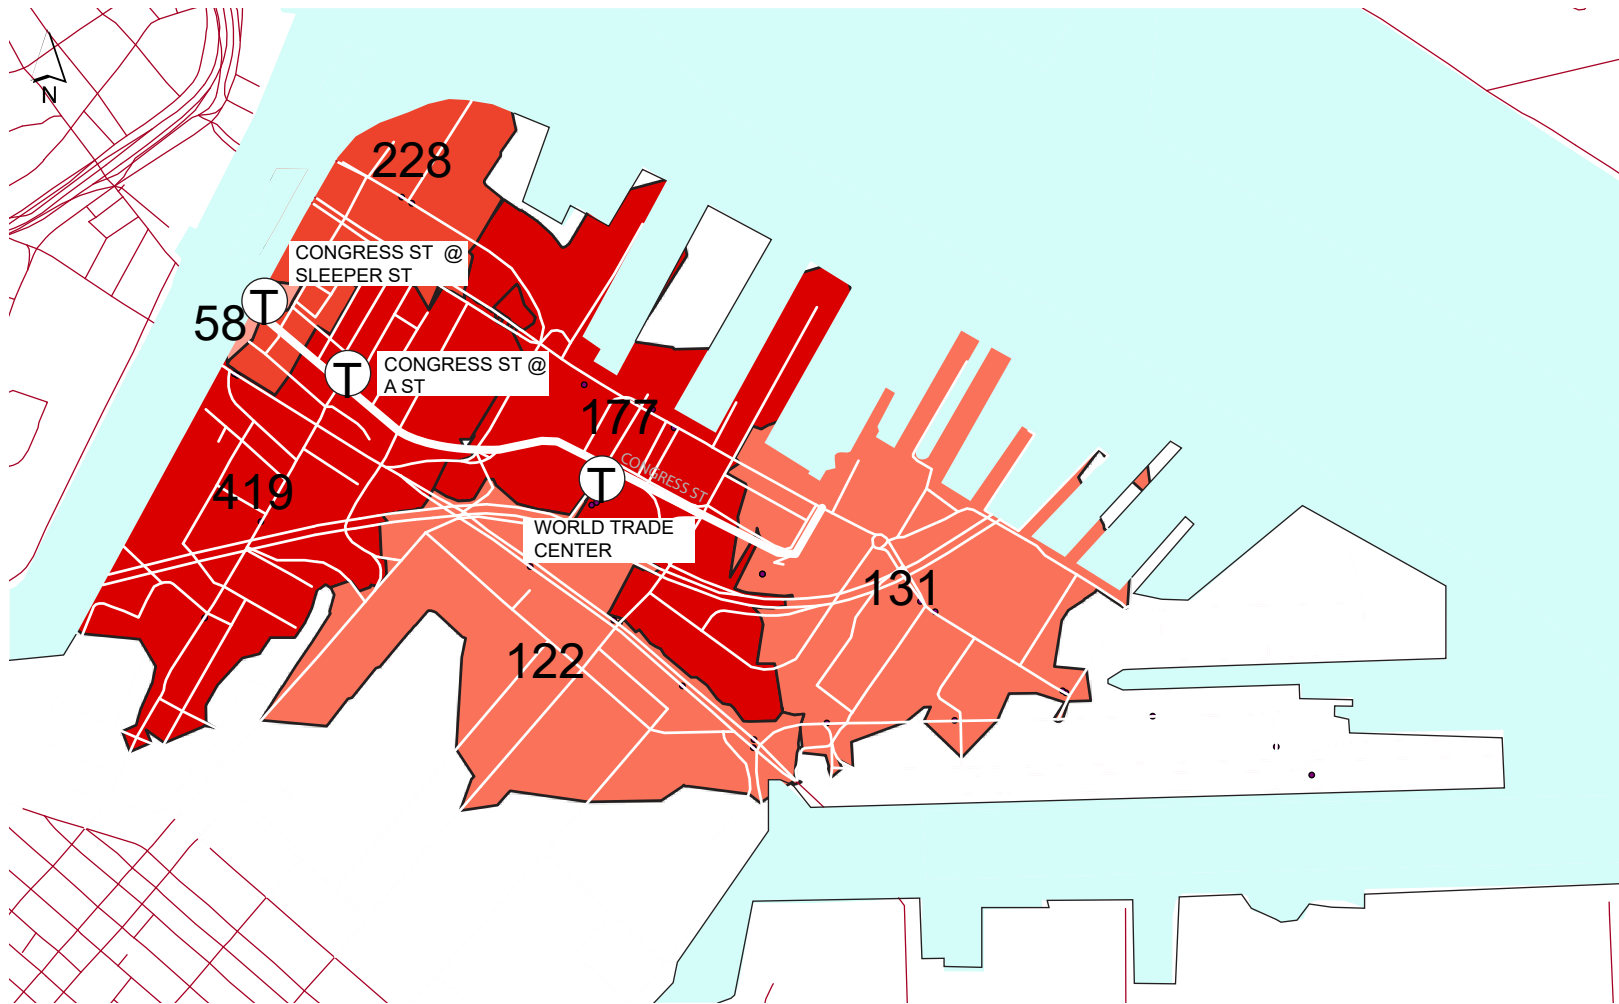 N
228
CONGRESS ST @
SLEEPER ST
T
58
T
CONGRESS ST @
A ST
177
CONGRESS ST
T
419
WORLD TRADE
CENTER
131
122